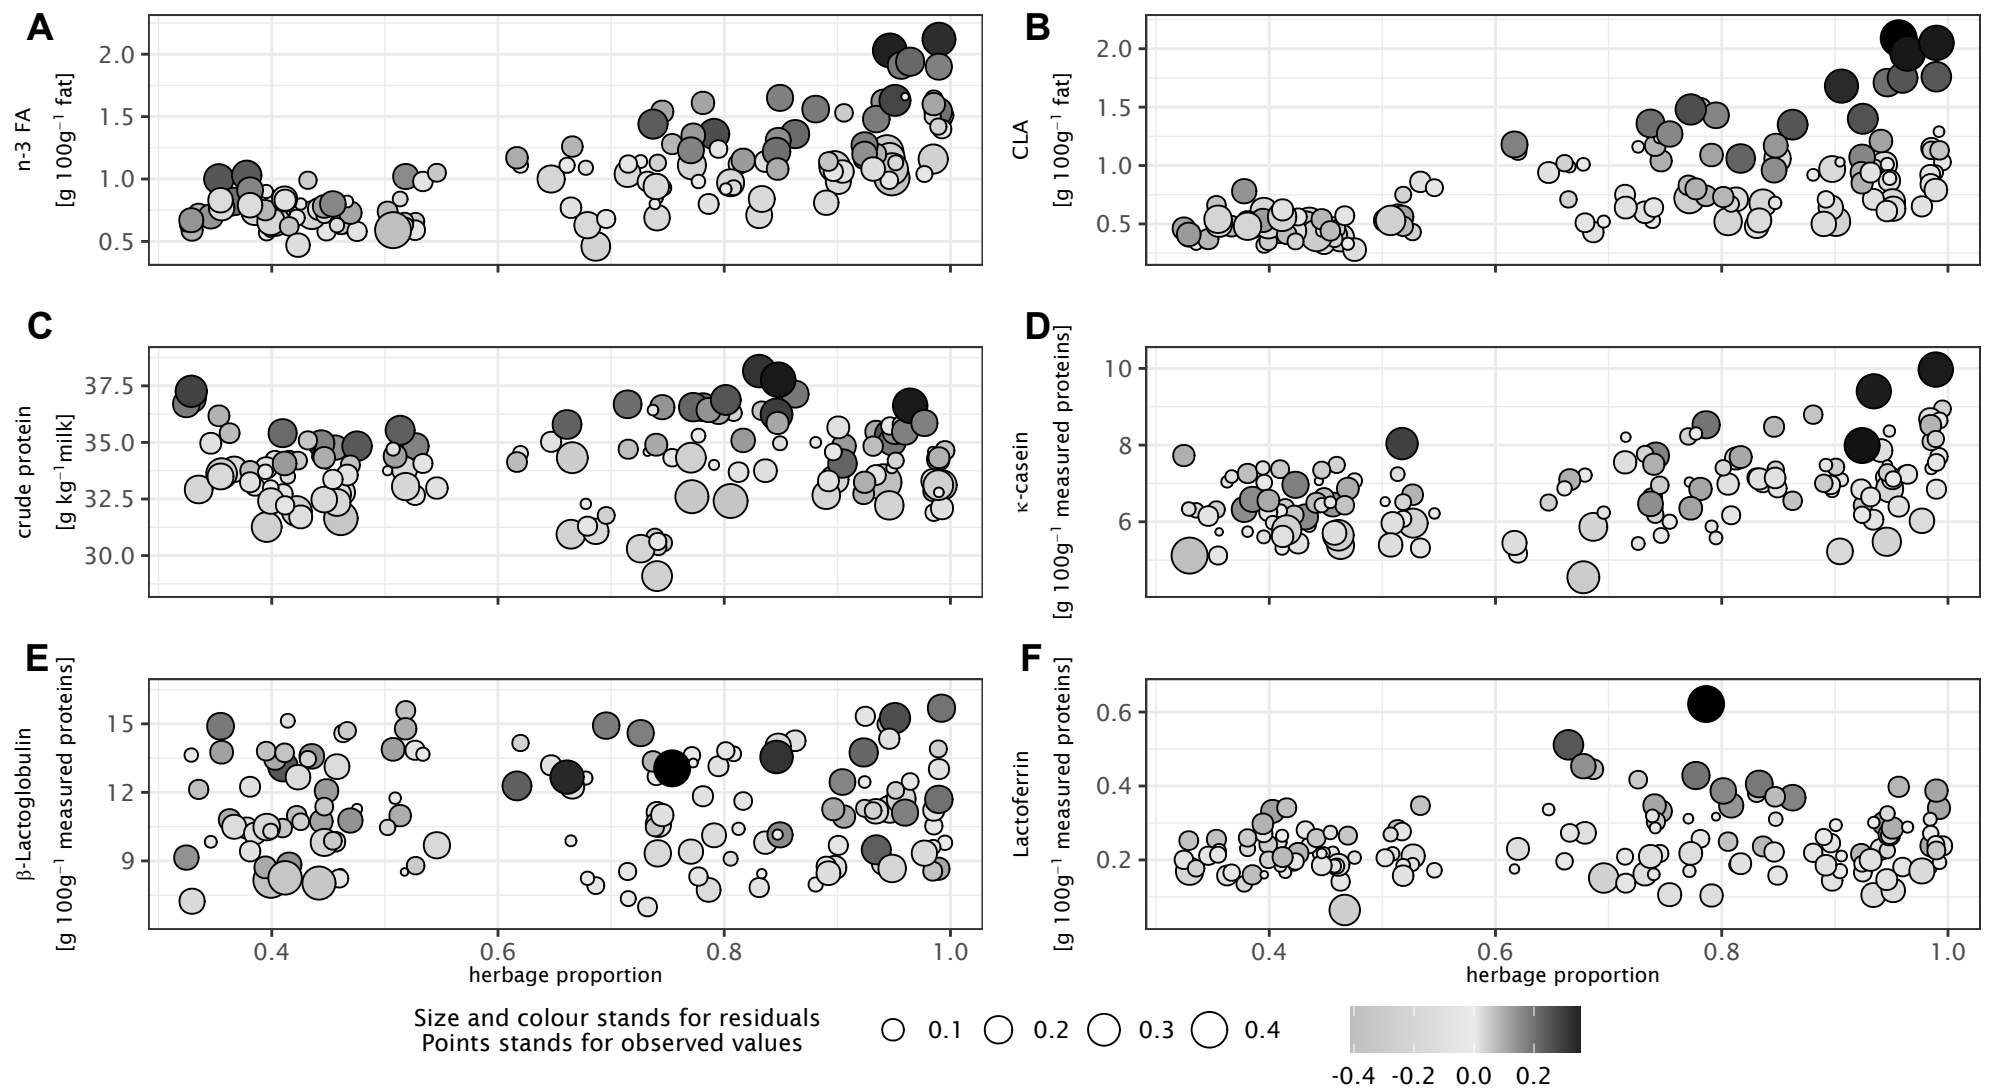 A
n-3 FA
[g 100g⁻¹ fat]
2.0
1.5
1.0
0.5
B
CLA
[g 100g⁻¹ fat]
2.0
1.5
1.0
0.5
C
crude protein
[g kg⁻¹milk]
37.5
35.0
32.5
30.0
D
κ-casein
[g 100g⁻¹ measured proteins]
10
8
6
E
β-Lactoglobulin
[g 100g⁻¹ measured proteins]
15
12
9
0.4 0.6 0.8 1.0
herbage proportion
F
Lactoferrin
[g 100g⁻¹ measured proteins]
0.6
0.4
0.2
0.4 0.6 0.8 1.0
herbage proportion
Size and colour stands for residuals
Points stands for observed values
0.1 0.2 0.3 0.4
-0.4 -0.2 0.0 0.2